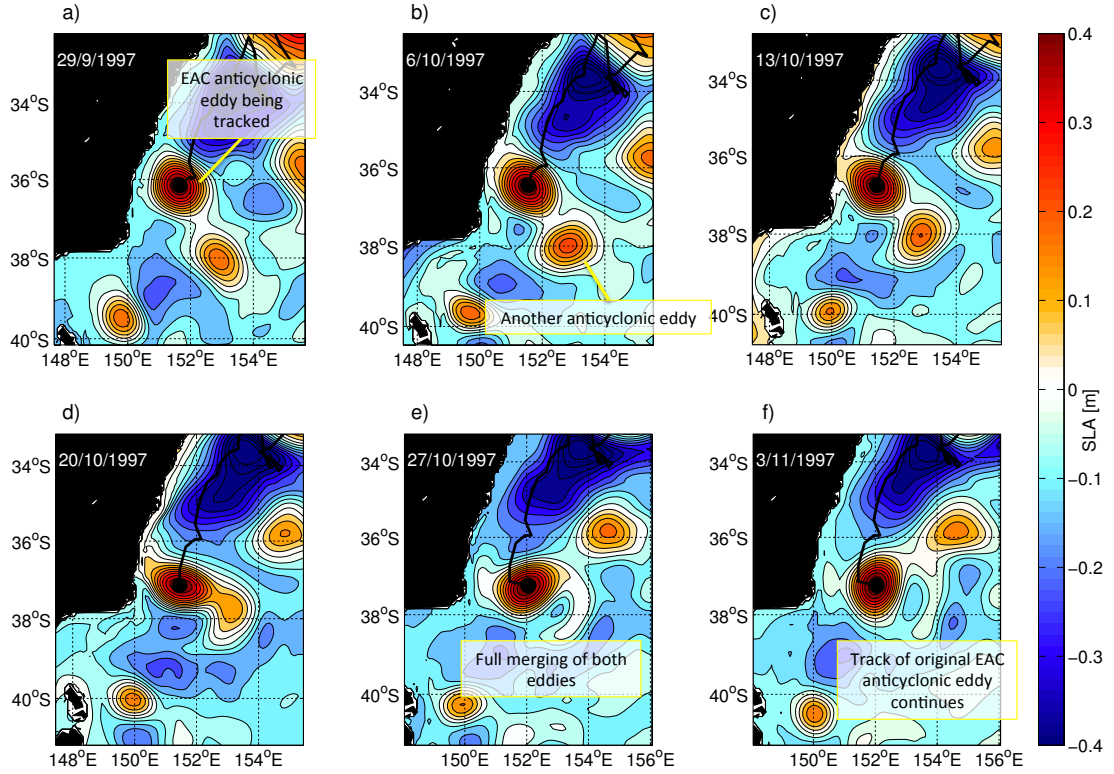 a)
29/9/1997
EAC anticyclonic
eddy being
tracked
34°S
36°S
38°S
40°S
148°E 150°E 152°E 154°E
b)
6/10/1997
Another anticyclonic eddy
34°S
36°S
38°S
40°S
148°E 150°E 152°E 154°E
c)
13/10/1997
34°S
36°S
38°S
40°S
148°E 150°E 152°E 154°E
d)
20/10/1997
34°S
36°S
38°S
40°S
148°E 150°E 152°E 154°E
e)
27/10/1997
Full merging of both
eddies
34°S
36°S
38°S
40°S
150°E 152°E 154°E 156°E
f)
3/11/1997
Track of original EAC
anticyclonic eddy
continues
34°S
36°S
38°S
40°S
150°E 152°E 154°E 156°E
0.4
0.3
0.2
0.1
0
−0.1
−0.2
−0.3
−0.4
SLA [m]